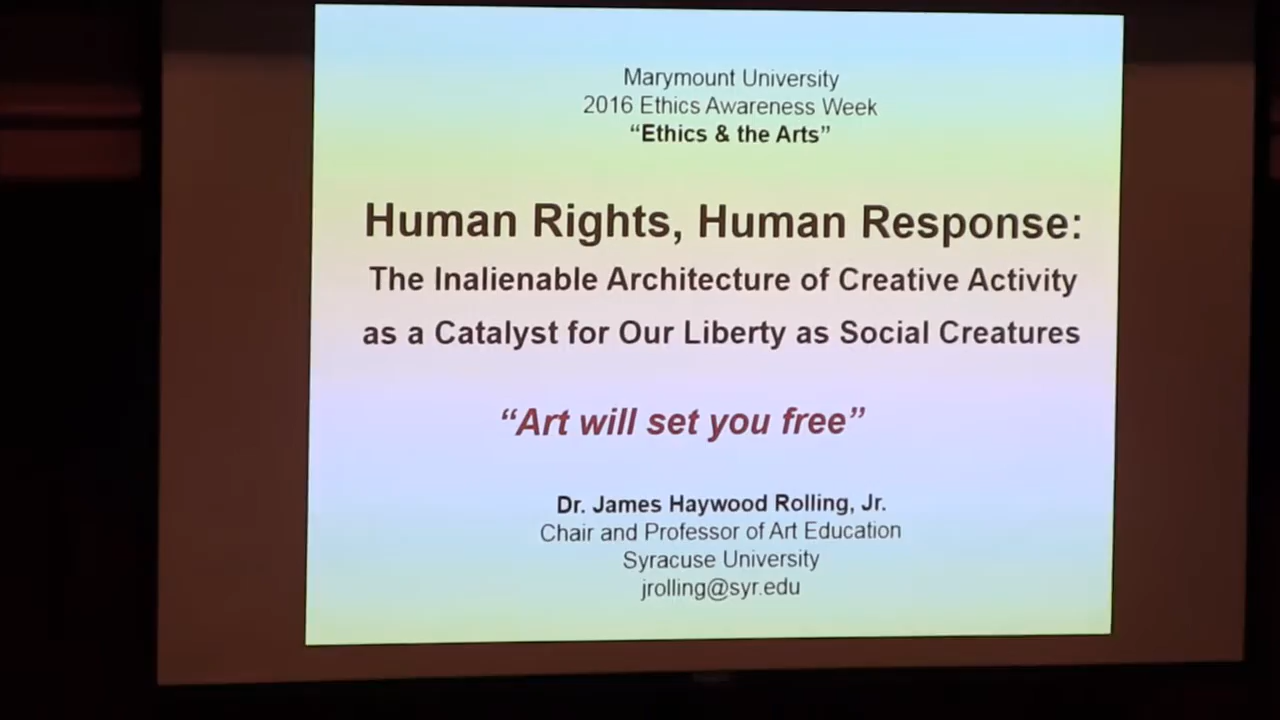 Marymount University
2016 Ethics Awareness Week
“Ethics & the Arts”
Human Rights, Human Response:
The Inalienable Architecture of Creative Activity
as a Catalyst for Our Liberty as Social Creatures
“Art will set you free”
Dr. James Haywood Rolling, Jr.
Chair and Professor of Art Education
Syracuse University
jrolling@syr.edu